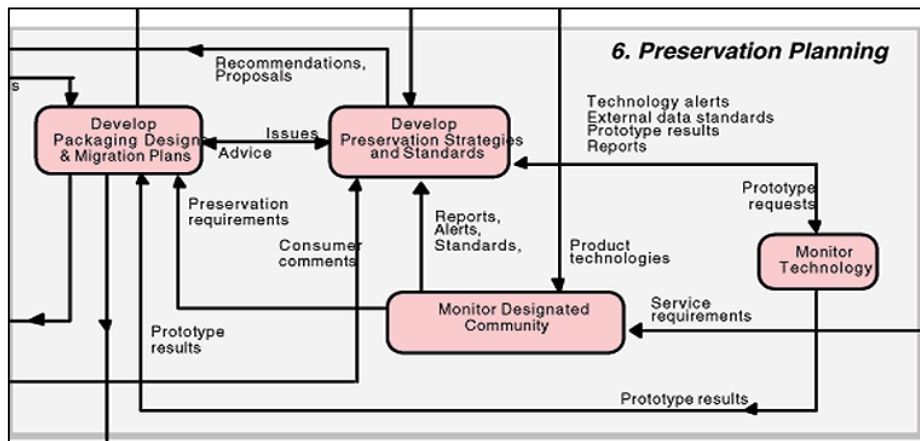 6. Preservation Planning
Recommendations,
Proposals
s
Develop
Packaging Designs
& Migration Plans
Issues
Advice
Develop
Preservation Strategies
and Standards
Technology alerts
External data standards
Prototype results
Reports
Prototype
requests
Monitor
Technology
Preservation
requirements
Consumer
comments
Reports,
Alerts,
Standards,
Product
technologies
Monitor Designated
Community
Service
requirements
Prototype
results
Prototype results